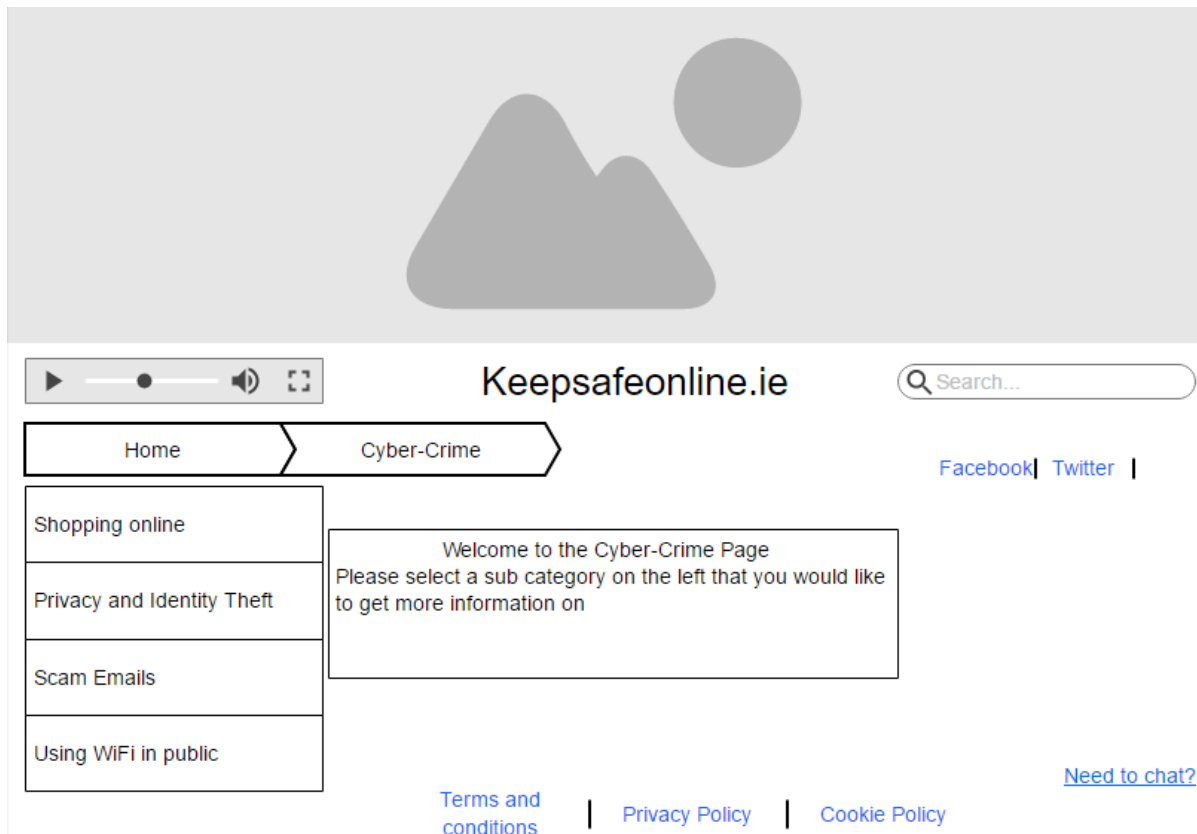 Keepsafeonline.ie
Search...
Home
Cyber-Crime
Facebook
Twitter
Shopping online
Privacy and Identity Theft
Scam Emails
Using WiFi in public
Welcome to the Cyber-Crime Page
Please select a sub category on the left that you would like
to get more information on
Need to chat?
Terms and
conditions
Privacy Policy
Cookie Policy